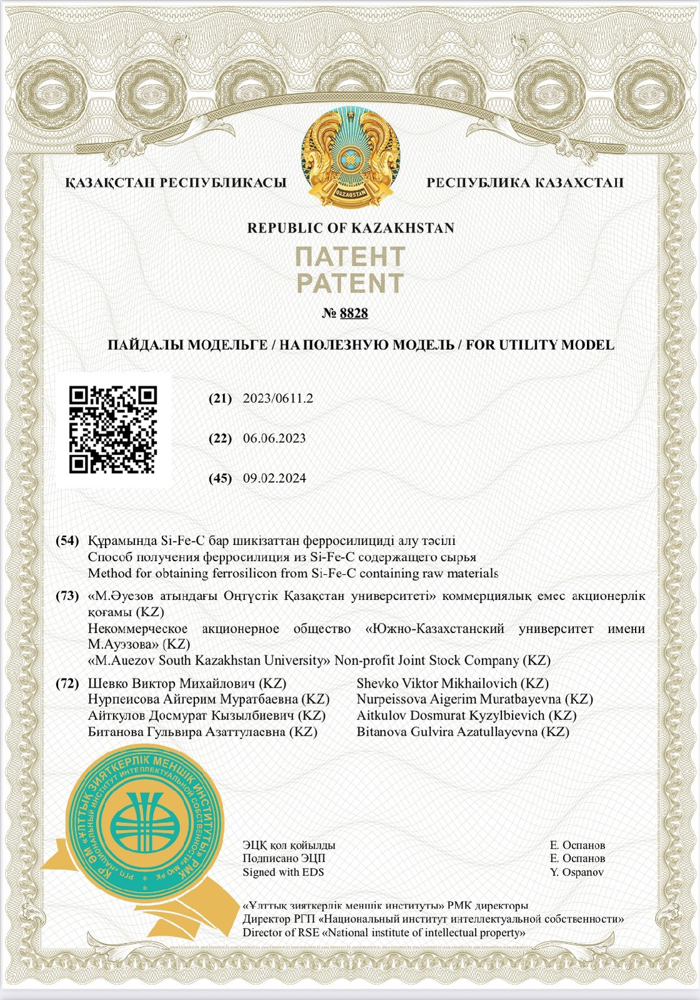 ҚАЗАҚСТАН РЕСПУБЛИКАСЫ
РЕСПУБЛИКА КАЗАХСТАН
QAZAQSTAN
REPUBLIC OF KAZAKHSTAN
ПАТЕНТ
PATENT
№ 8828
ПАЙДАЛЫ МОДЕЛЬГЕ / НА ПОЛЕЗНУЮ МОДЕЛЬ / FOR UTILITY MODEL
(21) 2023/0611.2
(22) 06.06.2023
(45) 09.02.2024
(54) Құрамында Si-Fe-C бар шикізаттан ферросилициді алу тәсілі
Способ получения ферросилиция из Si-Fe-C содержащего сырья
Method for obtaining ferrosilicon from Si-Fe-C containing raw materials
(73) «М.Әуезов атындағы Оңтүстік Қазақстан университеті» коммерциялық емес акционерлік
қоғамы (KZ)
Некоммерческое акционерное общество «Южно-Казахстанский университет имени
М.Ауэзова» (KZ)
«M.Auezov South Kazakhstan University» Non-profit Joint Stock Company (KZ)
(72) Шевко Виктор Михайлович (KZ) Shevko Viktor Mikhailovich (KZ)
Нурпеисова Айгерим Муратбаевна (KZ) Nurpeissova Aigerim Muratbayevna (KZ)
Айткулов Досмурат Кызылбиевич (KZ) Aitkulov Dosmurat Kyzylbievich (KZ)
Битанова Гульвира Азаттулаевна (KZ) Bitanova Gulvira Azatullayevna (KZ)
ҚР ӘМ «ҰЛТТЫҚ ЗИЯТКЕРЛІК МЕНШІК ИНСТИТУТЫ» РМК
РГП «НАЦИОНАЛЬНЫЙ ИНСТИТУТ ИНТЕЛЛЕКТУАЛЬНОЙ СОБСТВЕННОСТИ» МЮ РК
ЭЦҚ қол қойылды Е. Оспанов
Подписано ЭЦП Е. Оспанов
Signed with EDS Y. Ospanov
«Ұлттық зияткерлік меншік институты» РМК директоры
Директор РГП «Национальный институт интеллектуальной собственности»
Director of RSE «National institute of intellectual property»